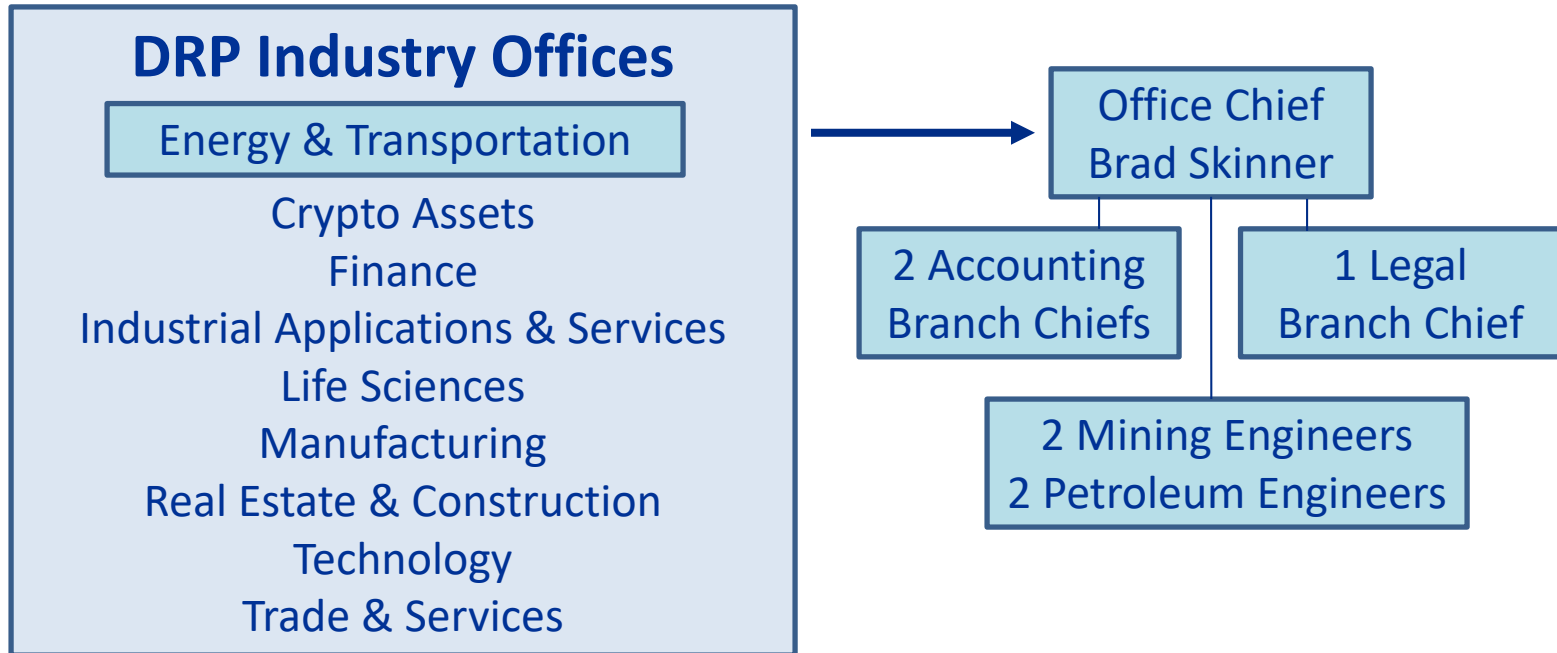 DRP Industry Offices
Energy & Transportation
Crypto Assets
Finance
Industrial Applications & Services
Life Sciences
Manufacturing
Real Estate & Construction
Technology
Trade & Services
Office Chief
Brad Skinner
2 Accounting
Branch Chiefs
1 Legal
Branch Chief
2 Mining Engineers
2 Petroleum Engineers